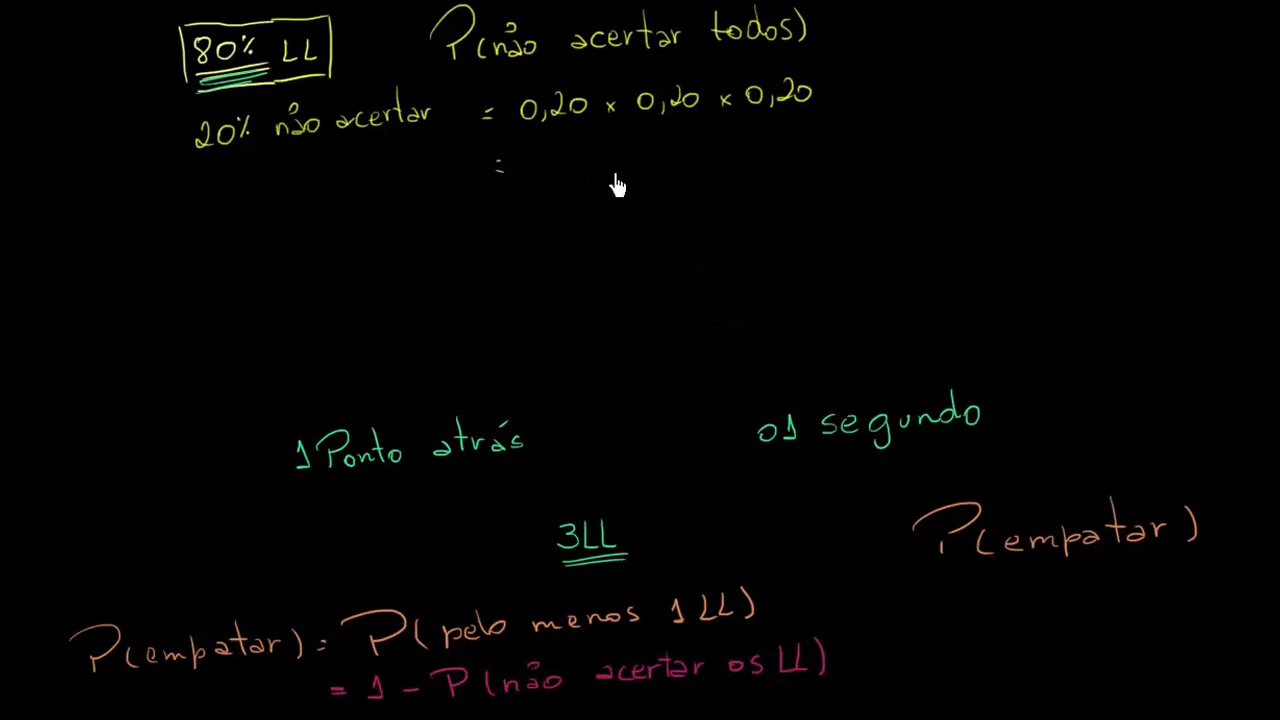 80% LL
P(não acertar todos)
20% não acertar = 0,20 x 0,20 x 0,20
=
1 Ponto atrás
01 segundo
3LL
P(empatar)
P(empatar) = P(pelo menos 1 LL)
= 1 - P(não acertar os LL)